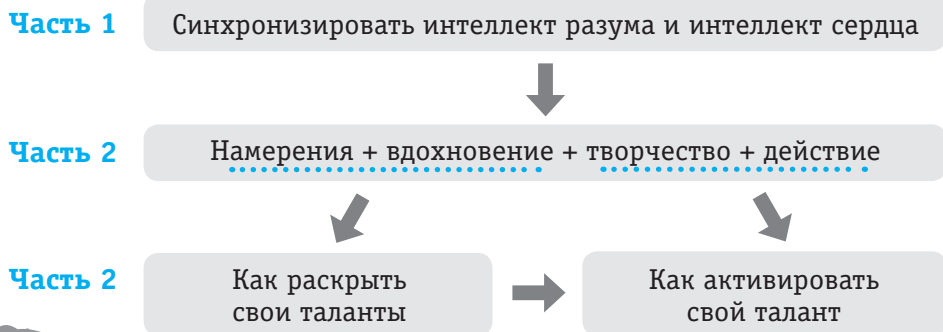 Часть 1
Синхронизировать интеллект разума и интеллект сердца
Часть 2
Намерения + вдохновение + творчество + действие
Часть 2
Как раскрыть
свои таланты
Как активировать
свой талант